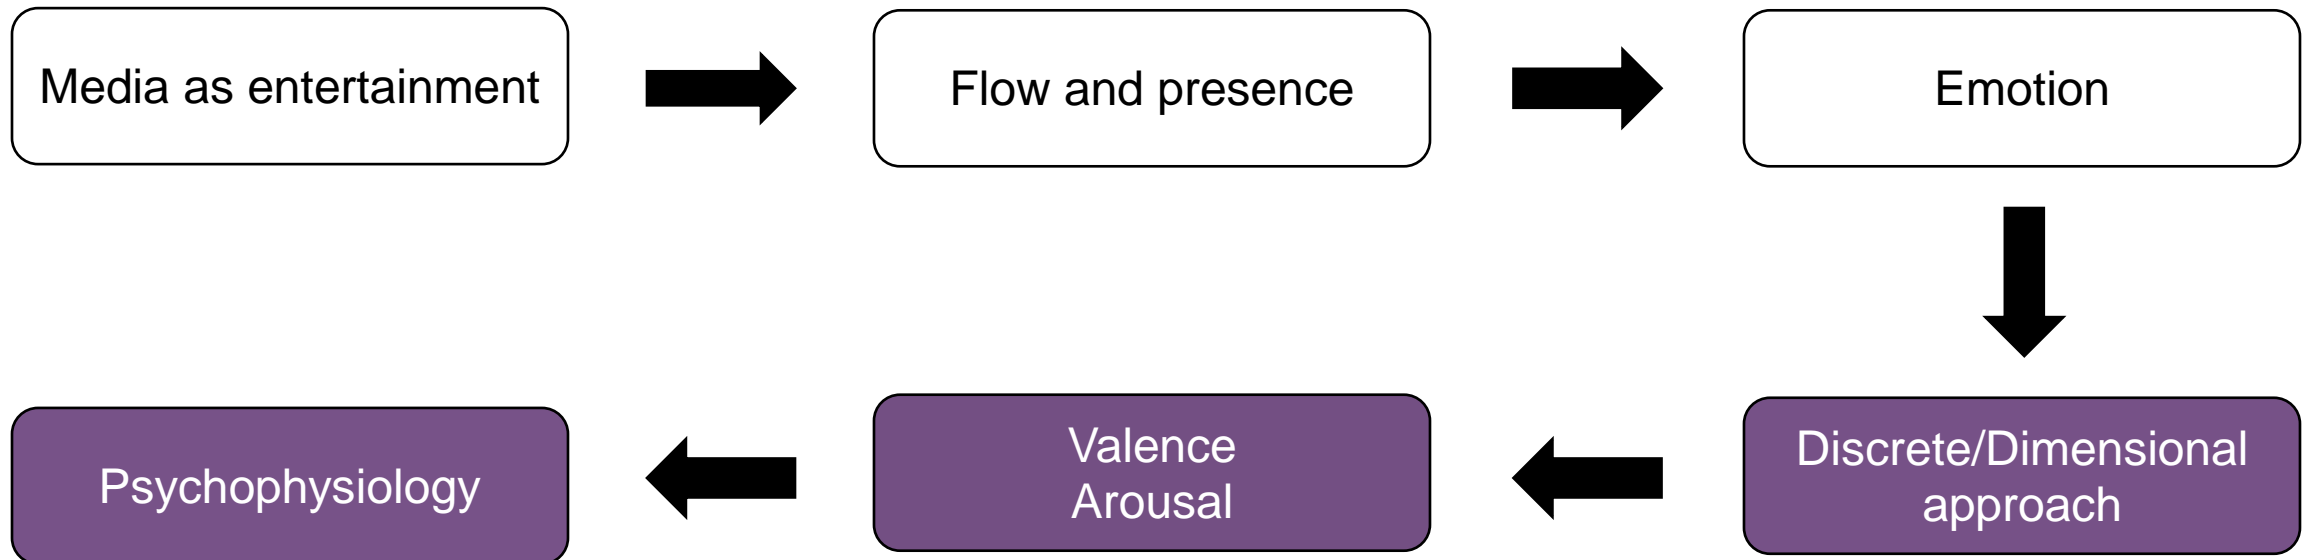 Media as entertainment
Flow and presence
Emotion
Discrete/Dimensional
approach
Valence
Arousal
Psychophysiology